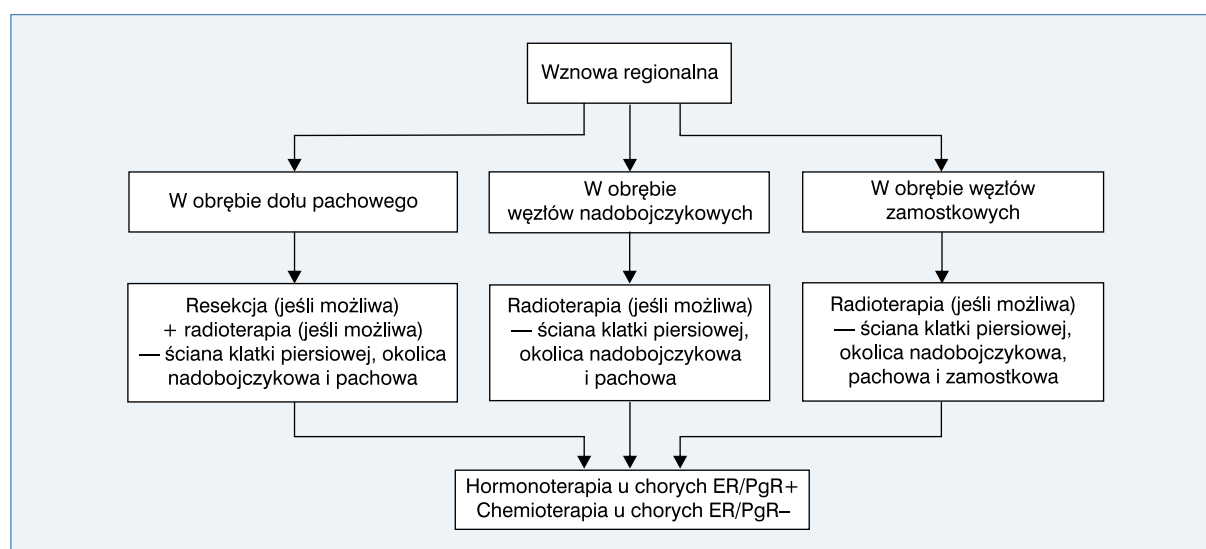 Wznowa regionalna
W obrębie dołu pachowego
W obrębie
węzłów nadobojczykowych
W obrębie węzłów
zamostkowych
Resekcja (jeśli możliwa)
+ radioterapia (jeśli możliwa)
— ściana klatki piersiowej, okolica
nadobojczykowa i pachowa
Radioterapia (jeśli możliwa)
— ściana klatki piersiowej,
okolica nadobojczykowa
i pachowa
Radioterapia (jeśli możliwa)
— ściana klatki piersiowej,
okolica nadobojczykowa,
pachowa i zamostkowa
Hormonoterapia u chorych ER/PgR+
Chemioterapia u chorych ER/PgR–